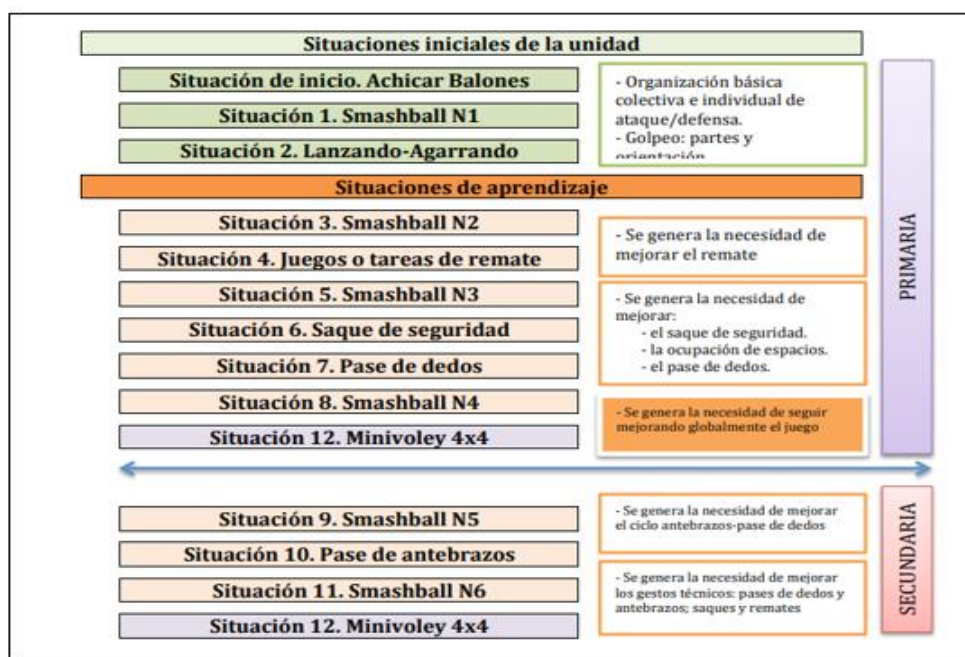 Situaciones iniciales de la unidad
Situación de inicio. Achicar Balones
Situación 1. Smashball N1
Situación 2. Lanzando-Agarrando
- Organización básica
colectiva e individual de
ataque/defensa.
- Golpeo: partes y
orientación
Situaciones de aprendizaje
Situación 3. Smashball N2
Situación 4. Juegos o tareas de remate
- Se genera la necesidad de
mejorar el remate
Situación 5. Smashball N3
Situación 6. Saque de seguridad
Situación 7. Pase de dedos
- Se genera la necesidad de
mejorar:
- el saque de seguridad.
- la ocupación de espacios.
- el pase de dedos.
Situación 8. Smashball N4
Situación 12. Minivoley 4x4
- Se genera la necesidad de seguir
mejorando globalmente el juego
PRIMARIA
Situación 9. Smashball N5
Situación 10. Pase de antebrazos
- Se genera la necesidad de mejorar
el ciclo antebrazos-pase de dedos
Situación 11. Smashball N6
Situación 12. Minivoley 4x4
- Se genera la necesidad de mejorar
los gestos técnicos: pases de dedos y
antebrazos; saques y remates
SECUNDARIA